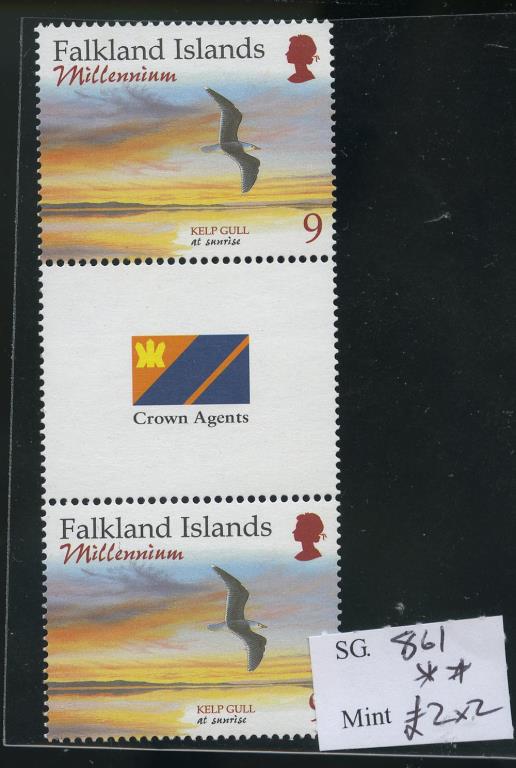 Falkland Islands
Millennium
KELP GULL
at sunrise
9
Crown Agents
Falkland Islands
Millennium
KELP GULL
at sunrise
SG. 861
**
Mint £2x2